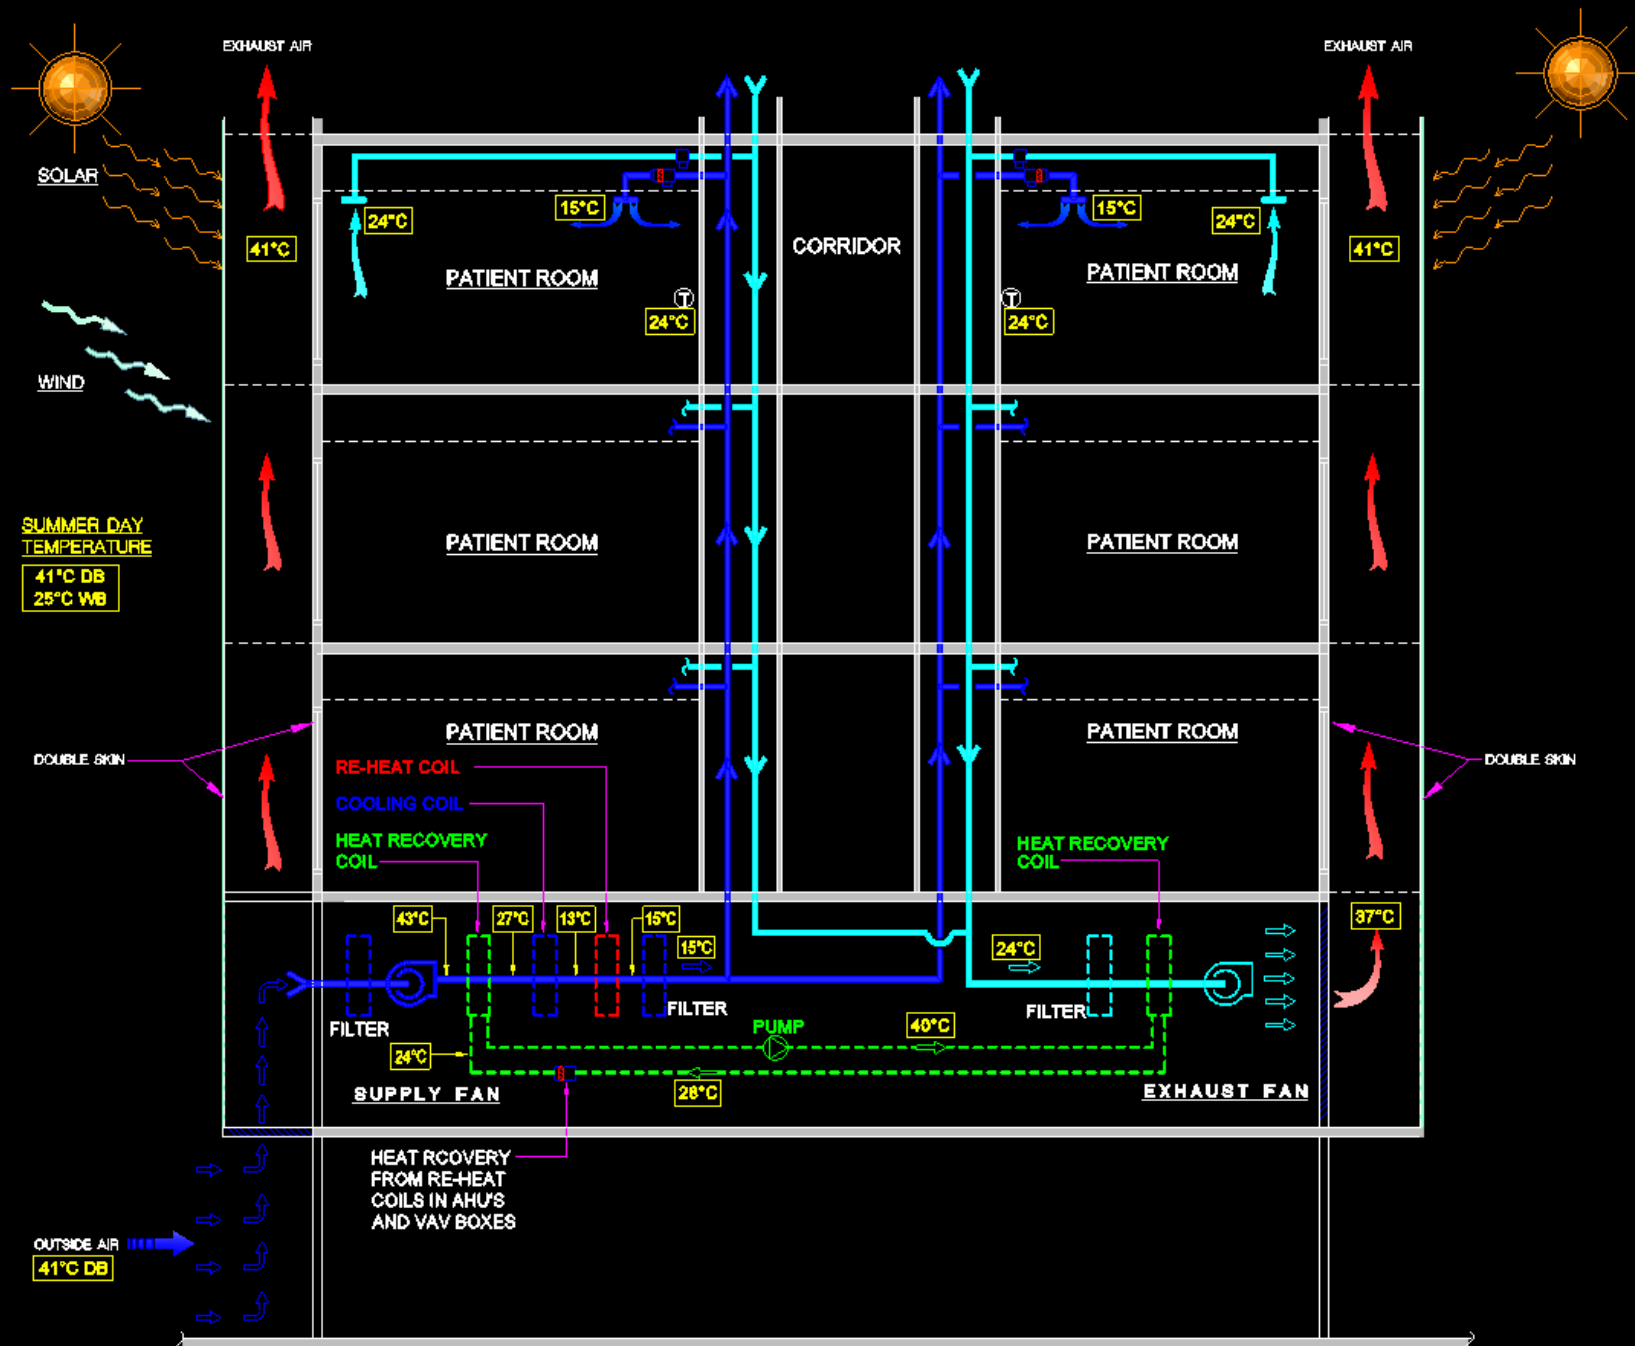 EXHAUST AIR
EXHAUST AIR
SOLAR
24°C
15°C
15°C
24°C
41°C
CORRIDOR
41°C
PATIENT ROOM
PATIENT ROOM
T
T
24°C
24°C
WIND
SUMMER DAY
TEMPERATURE
41°C DB
25°C WB
PATIENT ROOM
PATIENT ROOM
PATIENT ROOM
PATIENT ROOM
DOUBLE SKIN
DOUBLE SKIN
RE-HEAT COIL
COOLING COIL
HEAT RECOVERY
COIL
HEAT RECOVERY
COIL
43°C
27°C
13°C
15°C
15°C
24°C
37°C
FILTER
FILTER
FILTER
PUMP
40°C
24°C
28°C
SUPPLY FAN
EXHAUST FAN
HEAT RCOVERY
FROM RE-HEAT
COILS IN AHU'S
AND VAV BOXES
OUTSIDE AIR
41°C DB